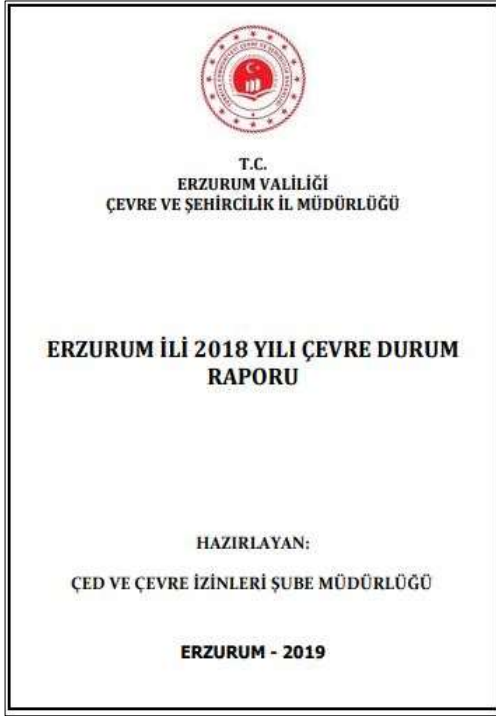 T.C.
ERZURUM VALİLİĞİ
ÇEVRE VE ŞEHİRCİLİK İL MÜDÜRLÜĞÜ
ERZURUM İLİ 2018 YILI ÇEVRE DURUM
RAPORU
HAZIRLAYAN:
ÇED VE ÇEVRE İZİNLERİ ŞUBE MÜDÜRLÜĞÜ
ERZURUM - 2019